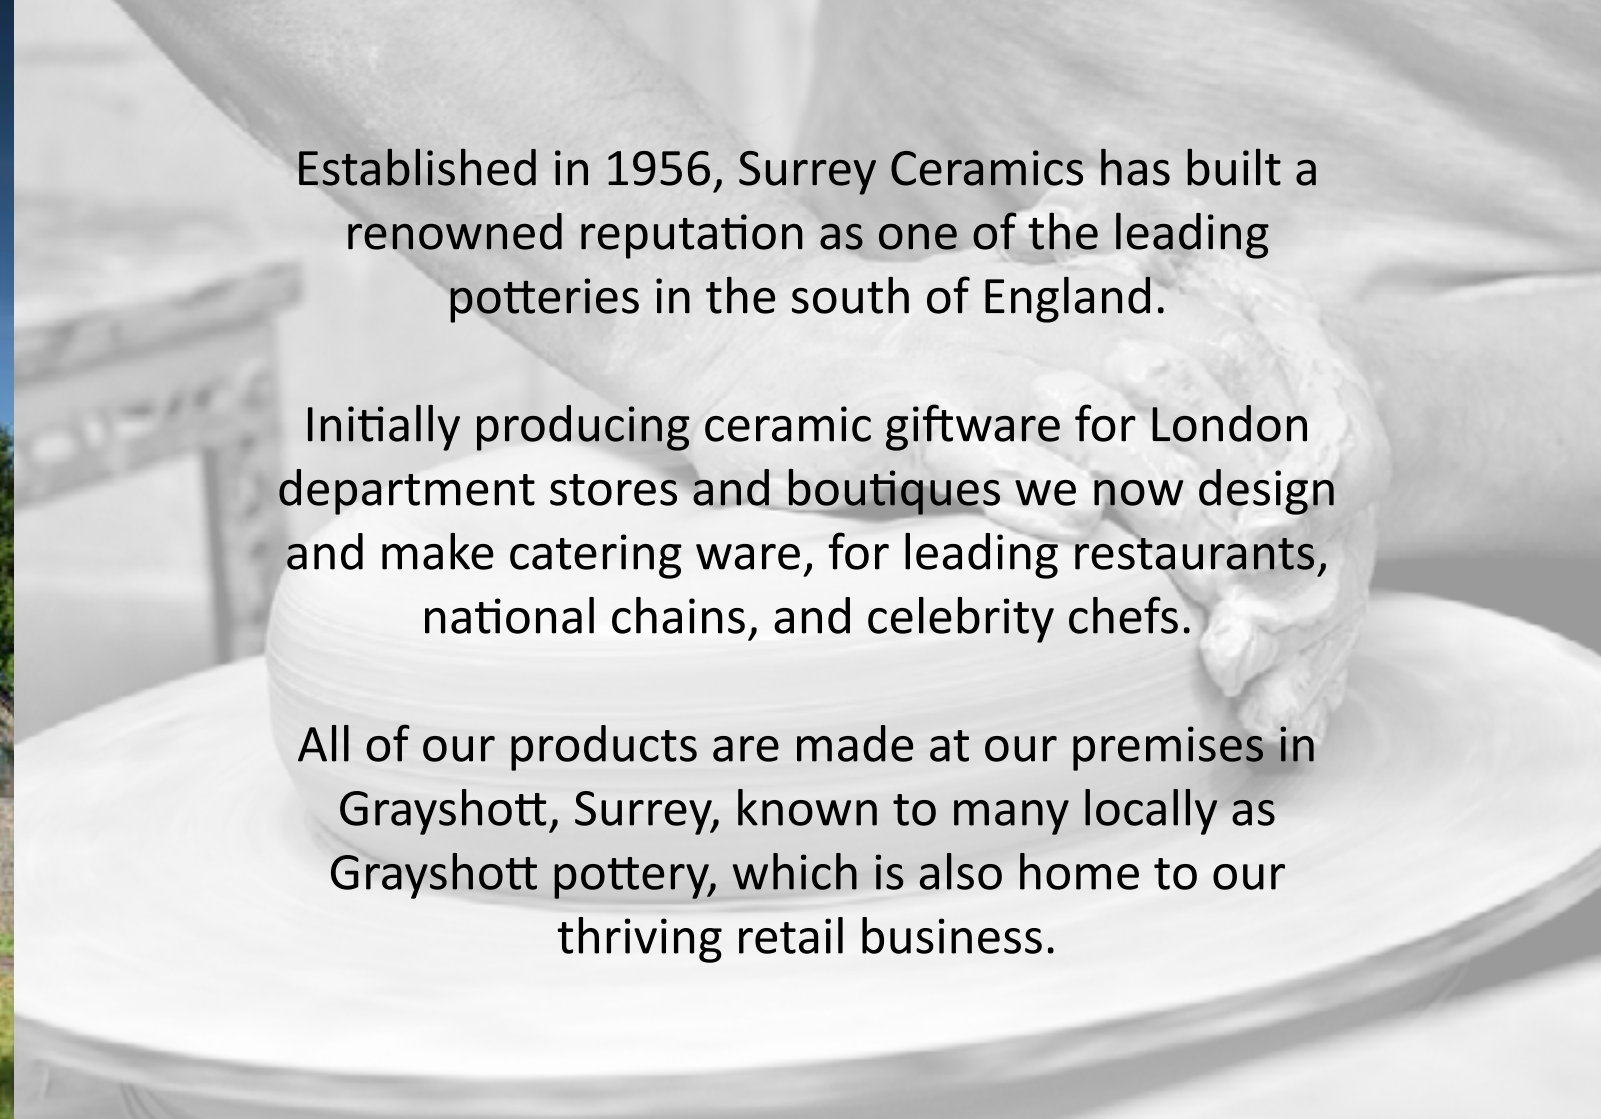 Established in 1956, Surrey Ceramics has built a
renowned reputation as one of the leading
potteries in the south of England.
Initially producing ceramic giftware for London
department stores and boutiques we now design
and make catering ware, for leading restaurants,
national chains, and celebrity chefs.
All of our products are made at our premises in
Grayshott, Surrey, known to many locally as
Grayshott pottery, which is also home to our
thriving retail business.